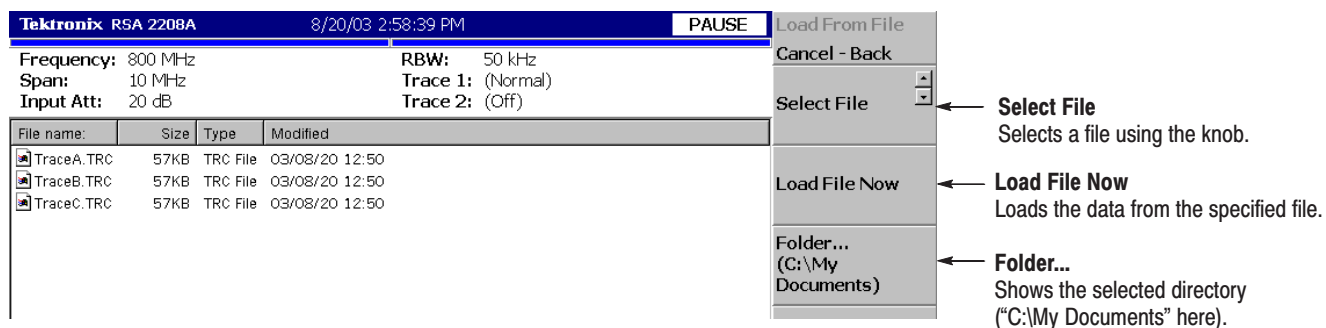 Tektronix RSA 2208A 8/20/03 2:58:39 PM PAUSE
Frequency: 800 MHz RBW: 50 kHz
Span: 10 MHz Trace 1: (Normal)
Input Att: 20 dB Trace 2: (Off)
File name: Size Type Modified
TraceA.TRC 57KB TRC File 03/08/20 12:50
TraceB.TRC 57KB TRC File 03/08/20 12:50
TraceC.TRC 57KB TRC File 03/08/20 12:50
Load From File
Cancel - Back
Select File
Load File Now
Folder...
(C:\My
Documents)
Select File
Selects a file using the knob.
Load File Now
Loads the data from the specified file.
Folder...
Shows the selected directory
(“C:\My Documents” here).